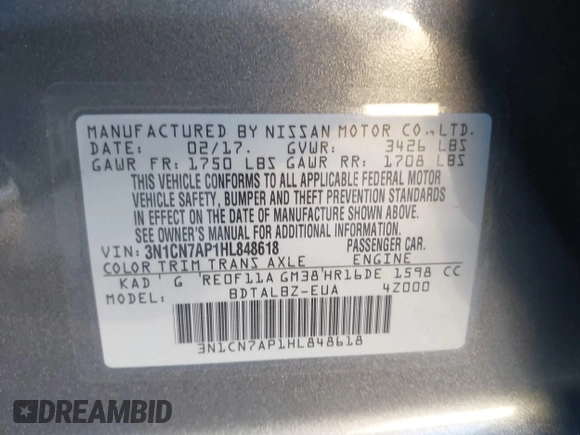 MANUFACTURED BY NISSAN MOTOR CO., LTD.
DATE: 02/17. GVWR: 3426 LBS
GAWR FR: 1750 LBS GAWR RR: 1708 LBS
THIS VEHICLE CONFORMS TO ALL APPLICABLE FEDERAL MOTOR
VEHICLE SAFETY, BUMPER AND THEFT PREVENTION STANDARDS
IN EFFECT ON THE DATE OF MANUFACTURE SHOWN ABOVE.
SEE OWNER'S MANUAL FOR ADDITIONAL INFORMATION.
VIN: 3N1CN7AP1HL848618 PASSENGER CAR.
COLOR TRIM TRANS AXLE ENGINE
KAD G RE0F11A GM38 HR16DE 1598 CC
MODEL: BDTALBZ-EUA 4Z000
3N1CN7AP1HL848618
DREAMBID